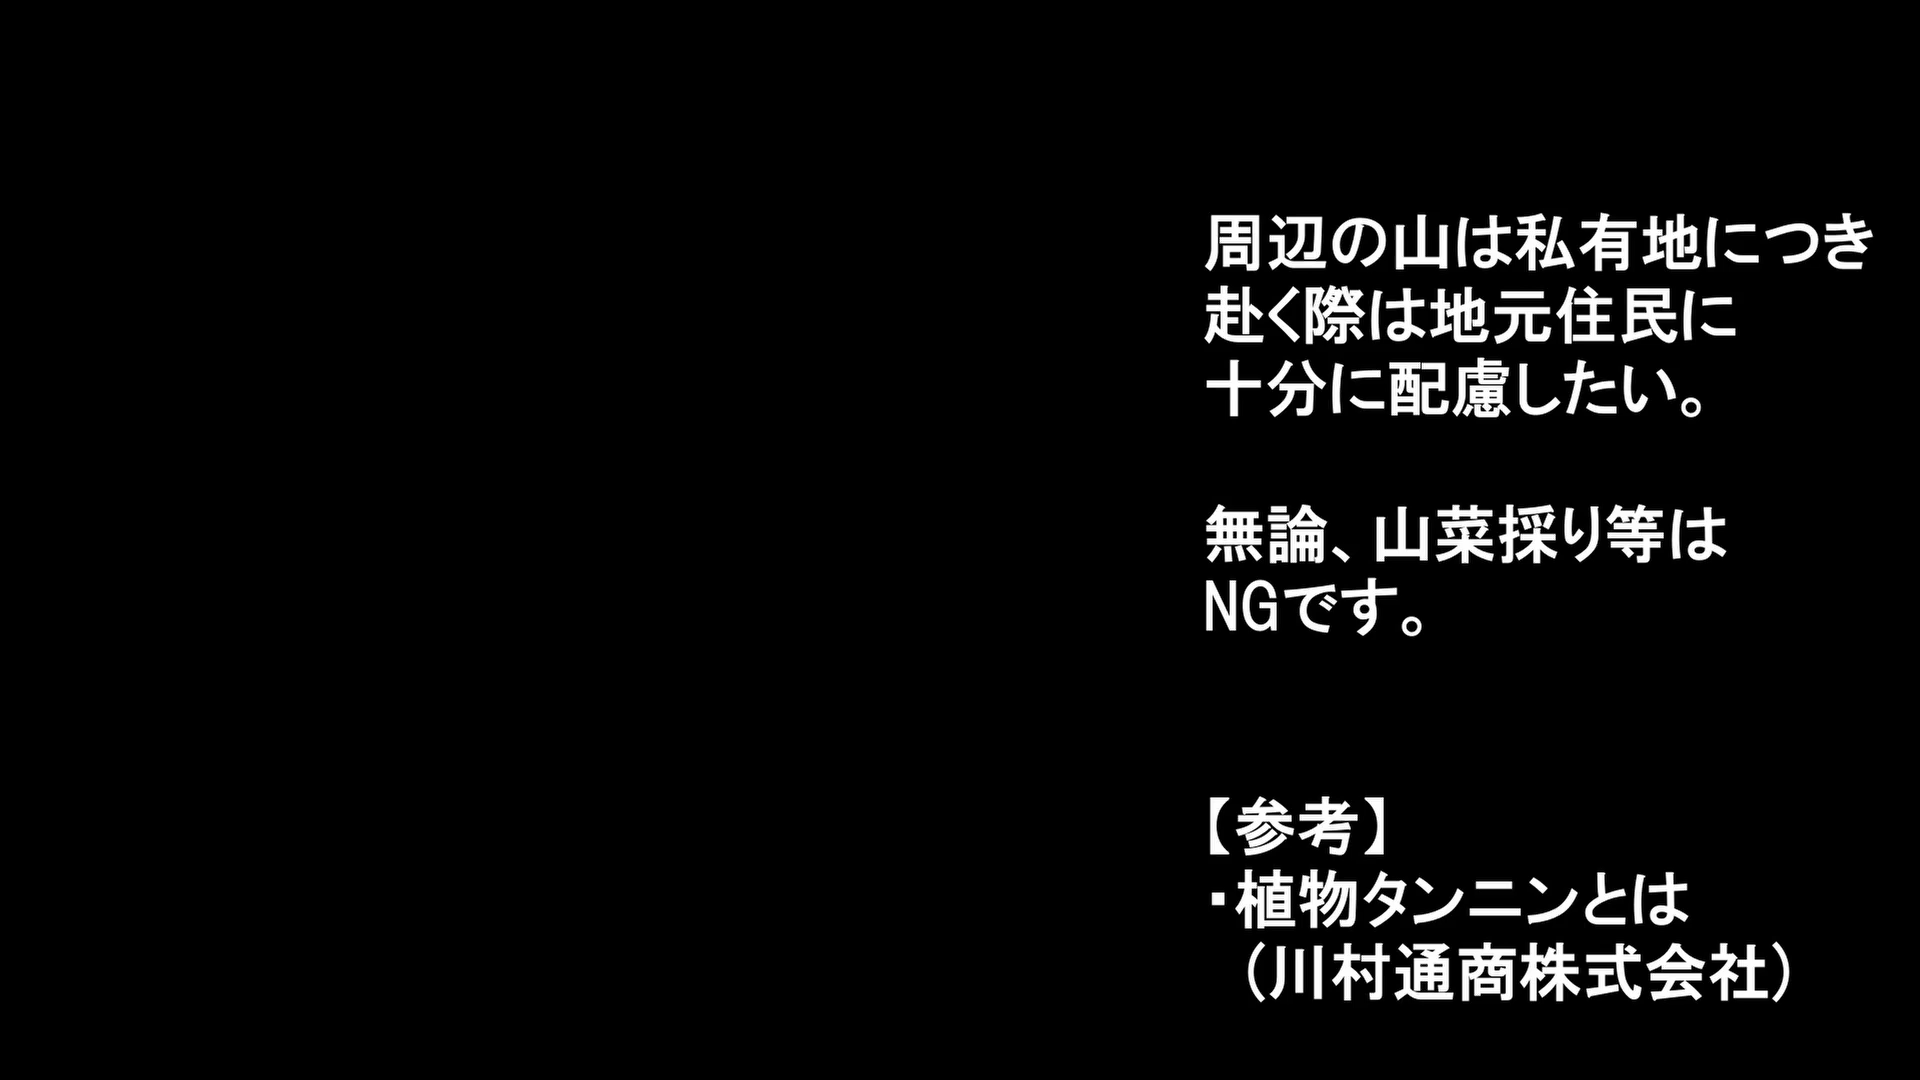 周辺の山は私有地につき
赴く際は地元住民に
十分に配慮したい。
無論、山菜採り等は
NGです。
【参考】
・植物タンニンとは
（川村通商株式会社）